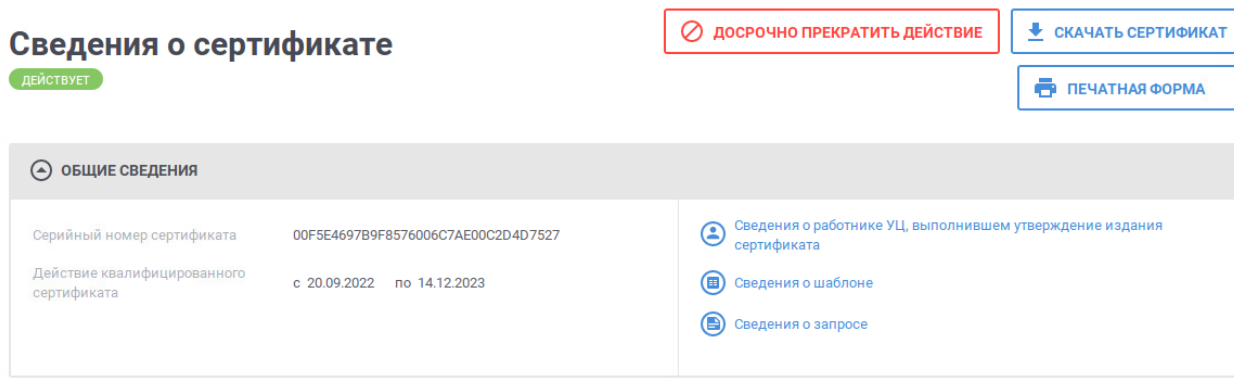 Сведения о сертификате
ДЕЙСТВУЕТ
ДОСРОЧНО ПРЕКРАТИТЬ ДЕЙСТВИЕ
СКАЧАТЬ СЕРТИФИКАТ
ПЕЧАТНАЯ ФОРМА
ОБЩИЕ СВЕДЕНИЯ
Серийный номер сертификата 00F5E4697B9F8576006C7AE00C2D4D7527
Действие квалифицированного
сертификата
с 20.09.2022 по 14.12.2023
Сведения о работнике УЦ, выполнившем утверждение издания
сертификата
Сведения о шаблоне
Сведения о запросе